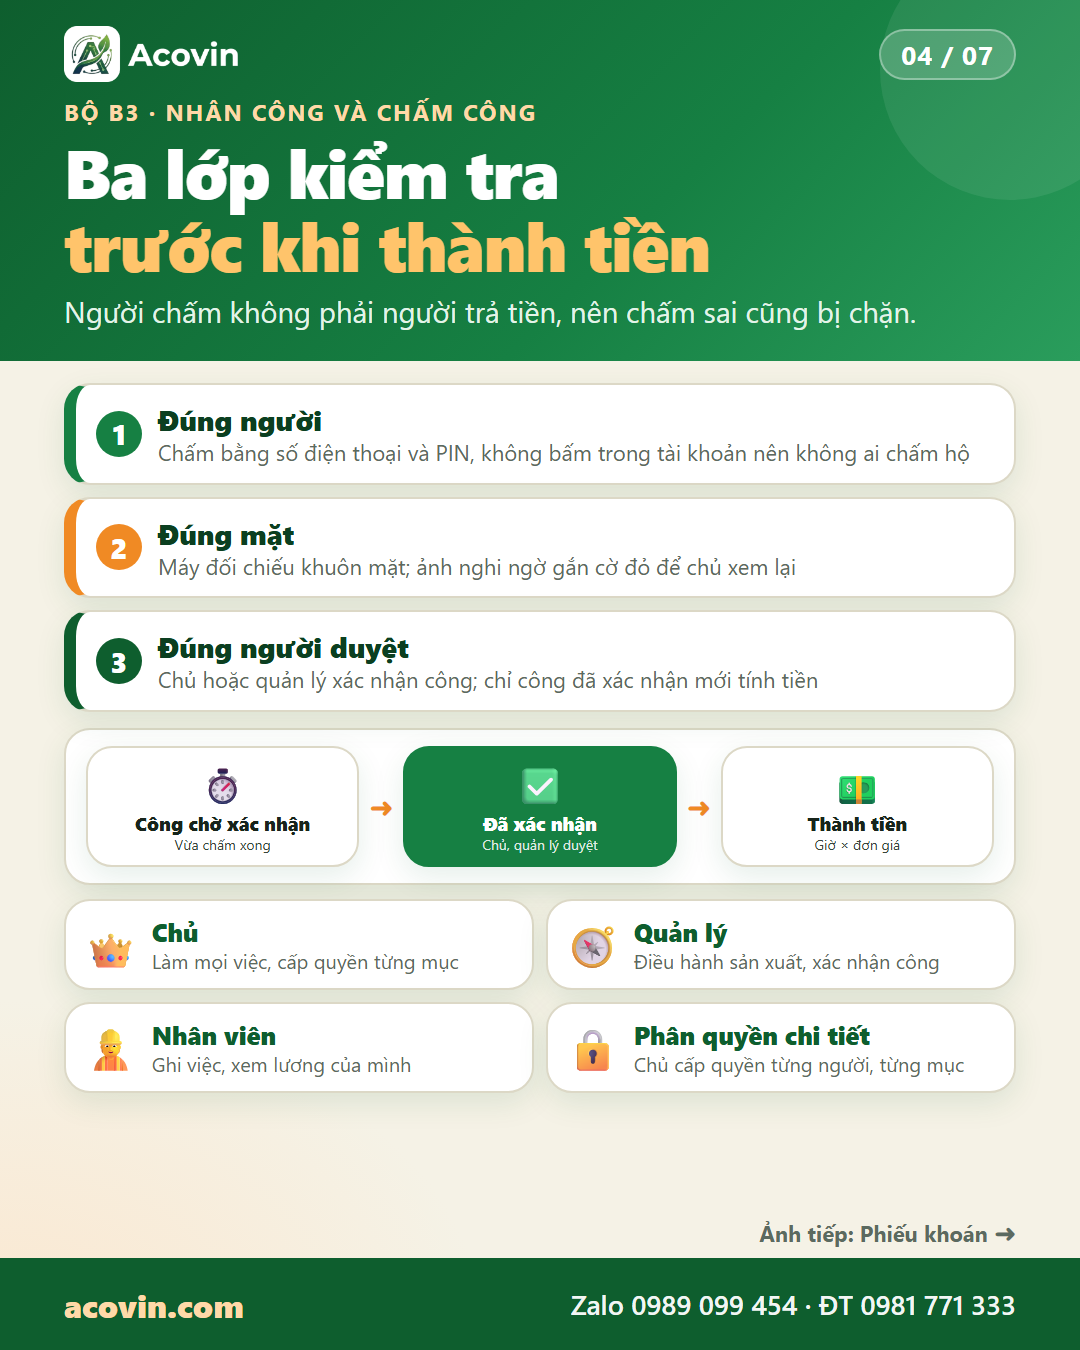 Acovin
04 / 07
BỘ B3 · NHÂN CÔNG VÀ CHẤM CÔNG
Ba lớp kiểm tra
trước khi thành tiền
Người chấm không phải người trả tiền, nên chấm sai cũng bị chặn.
1
Đúng người
Chấm bằng số điện thoại và PIN, không bấm trong tài khoản nên không ai chấm hộ
2
Đúng mặt
Máy đối chiếu khuôn mặt; ảnh nghi ngờ gắn cờ đỏ để chủ xem lại
3
Đúng người duyệt
Chủ hoặc quản lý xác nhận công; chỉ công đã xác nhận mới tính tiền
Công chờ xác nhận
Vừa chấm xong
➜
Đã xác nhận
Chủ, quản lý duyệt
➜
Thành tiền
Giờ × đơn giá
Chủ
Làm mọi việc, cấp quyền từng mục
Quản lý
Điều hành sản xuất, xác nhận công
Nhân viên
Ghi việc, xem lương của mình
Phân quyền chi tiết
Chủ cấp quyền từng người, từng mục
Ảnh tiếp: Phiếu khoán ➜
acovin.com
Zalo 0989 099 454 · ĐT 0981 771 333